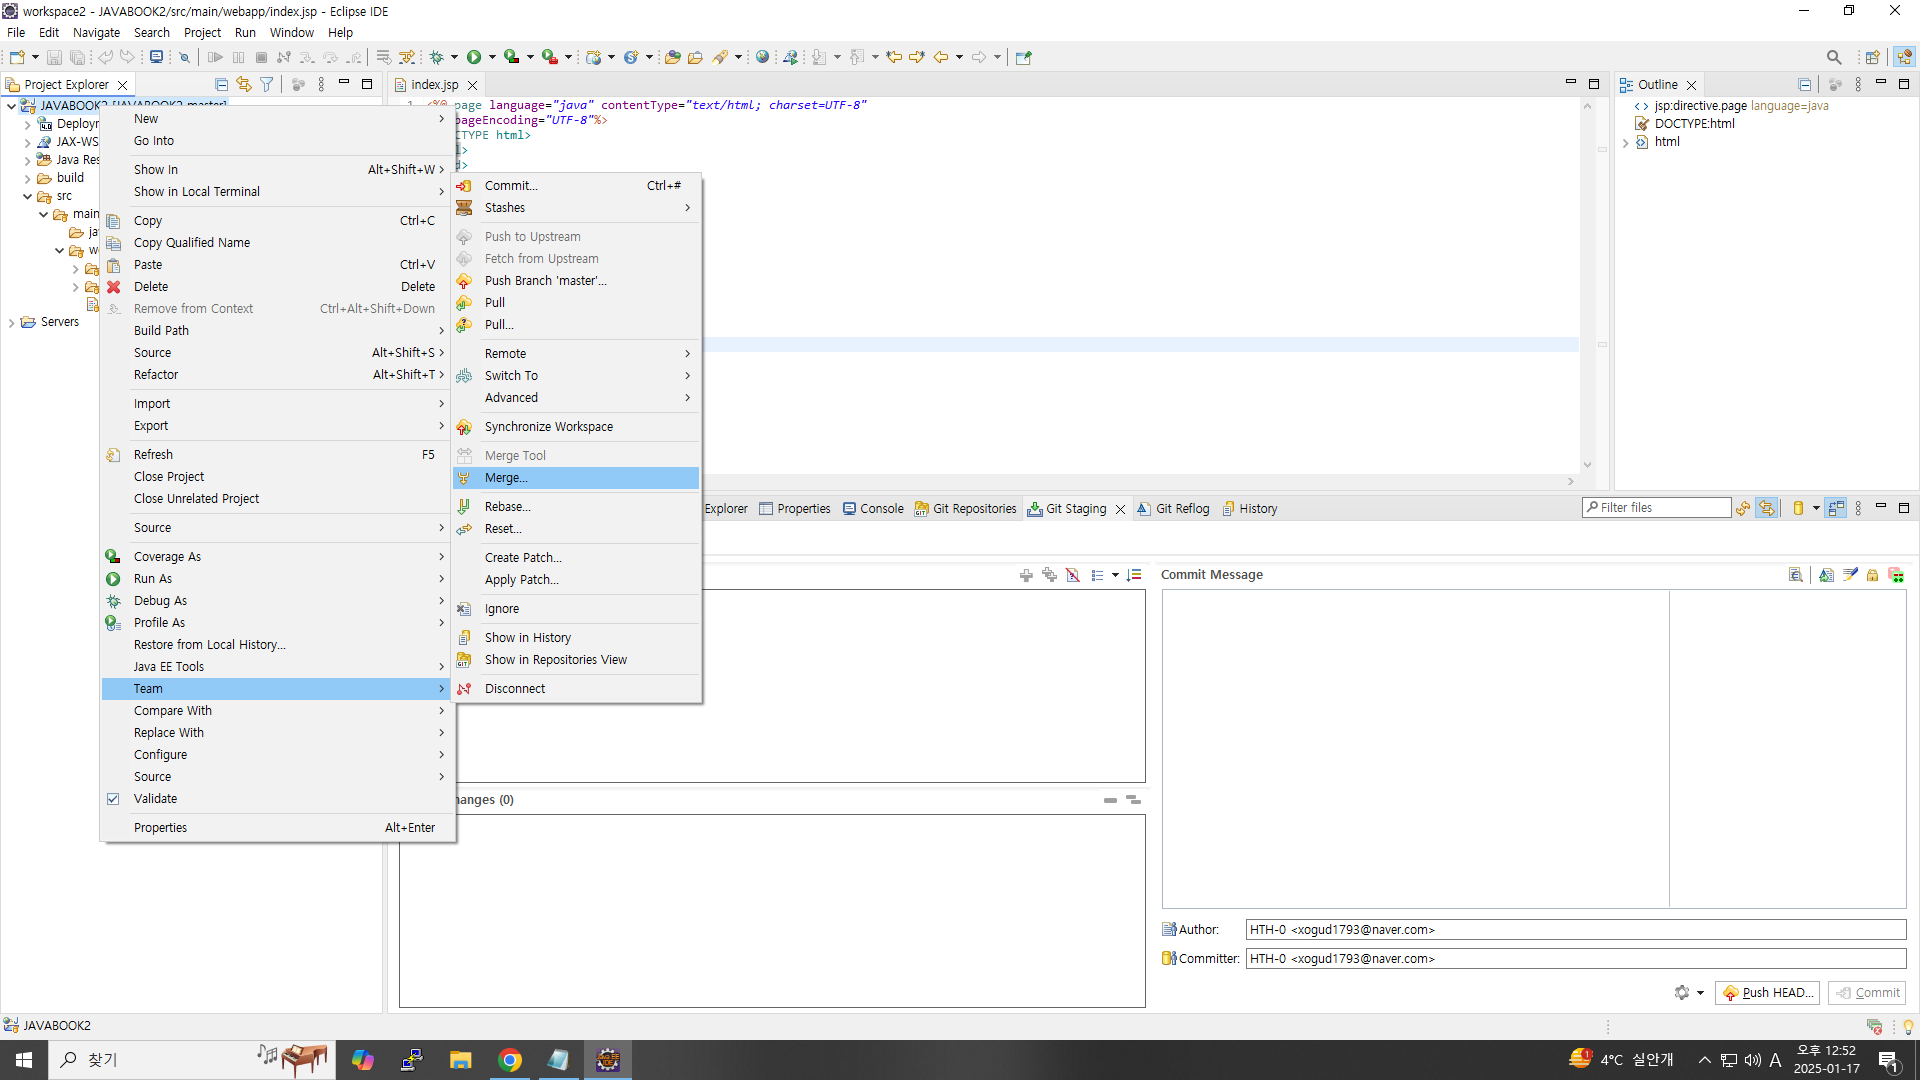 workspace2 - JAVABOOK2/src/main/webapp/index.jsp - Eclipse IDE
File Edit Navigate Search Project Run Window Help
Project Explorer
index.jsp
Outline
JAVABOOK2 [JAVABOOK2 master]
Deployr
JAX-WS
Java Res
build
src
main
ja
w
Servers
New
Go Into
Show In Alt+Shift+W
Show in Local Terminal
Copy Ctrl+C
Copy Qualified Name
Paste Ctrl+V
Delete Delete
Remove from Context Ctrl+Alt+Shift+Down
Build Path
Source Alt+Shift+S
Refactor Alt+Shift+T
Import
Export
Refresh F5
Close Project
Close Unrelated Project
Source
Coverage As
Run As
Debug As
Profile As
Restore from Local History...
Java EE Tools
Team
Compare With
Replace With
Configure
Source
Validate
Properties Alt+Enter
Commit... Ctrl+#
Stashes
Push to Upstream
Fetch from Upstream
Push Branch 'master'...
Pull
Pull...
Remote
Switch To
Advanced
Synchronize Workspace
Merge Tool
Merge...
Rebase...
Reset...
Create Patch...
Apply Patch...
Ignore
Show in History
Show in Repositories View
Disconnect
1 <%@ page language="java" contentType="text/html; charset=UTF-8"
pageEncoding="UTF-8"%>
CTYPE html>
l>
d>
jsp:directive.page language=java
DOCTYPE:html
html
Explorer Properties Console Git Repositories Git Staging Git Reflog History
Filter files
Commit Message
hanges (0)
Author: HTH-0 <xogud1793@naver.com>
Committer: HTH-0 <xogud1793@naver.com>
Push HEAD... Commit
JAVABOOK2
찾기
4°C 실안개
A
오후 12:52
2025-01-17
1